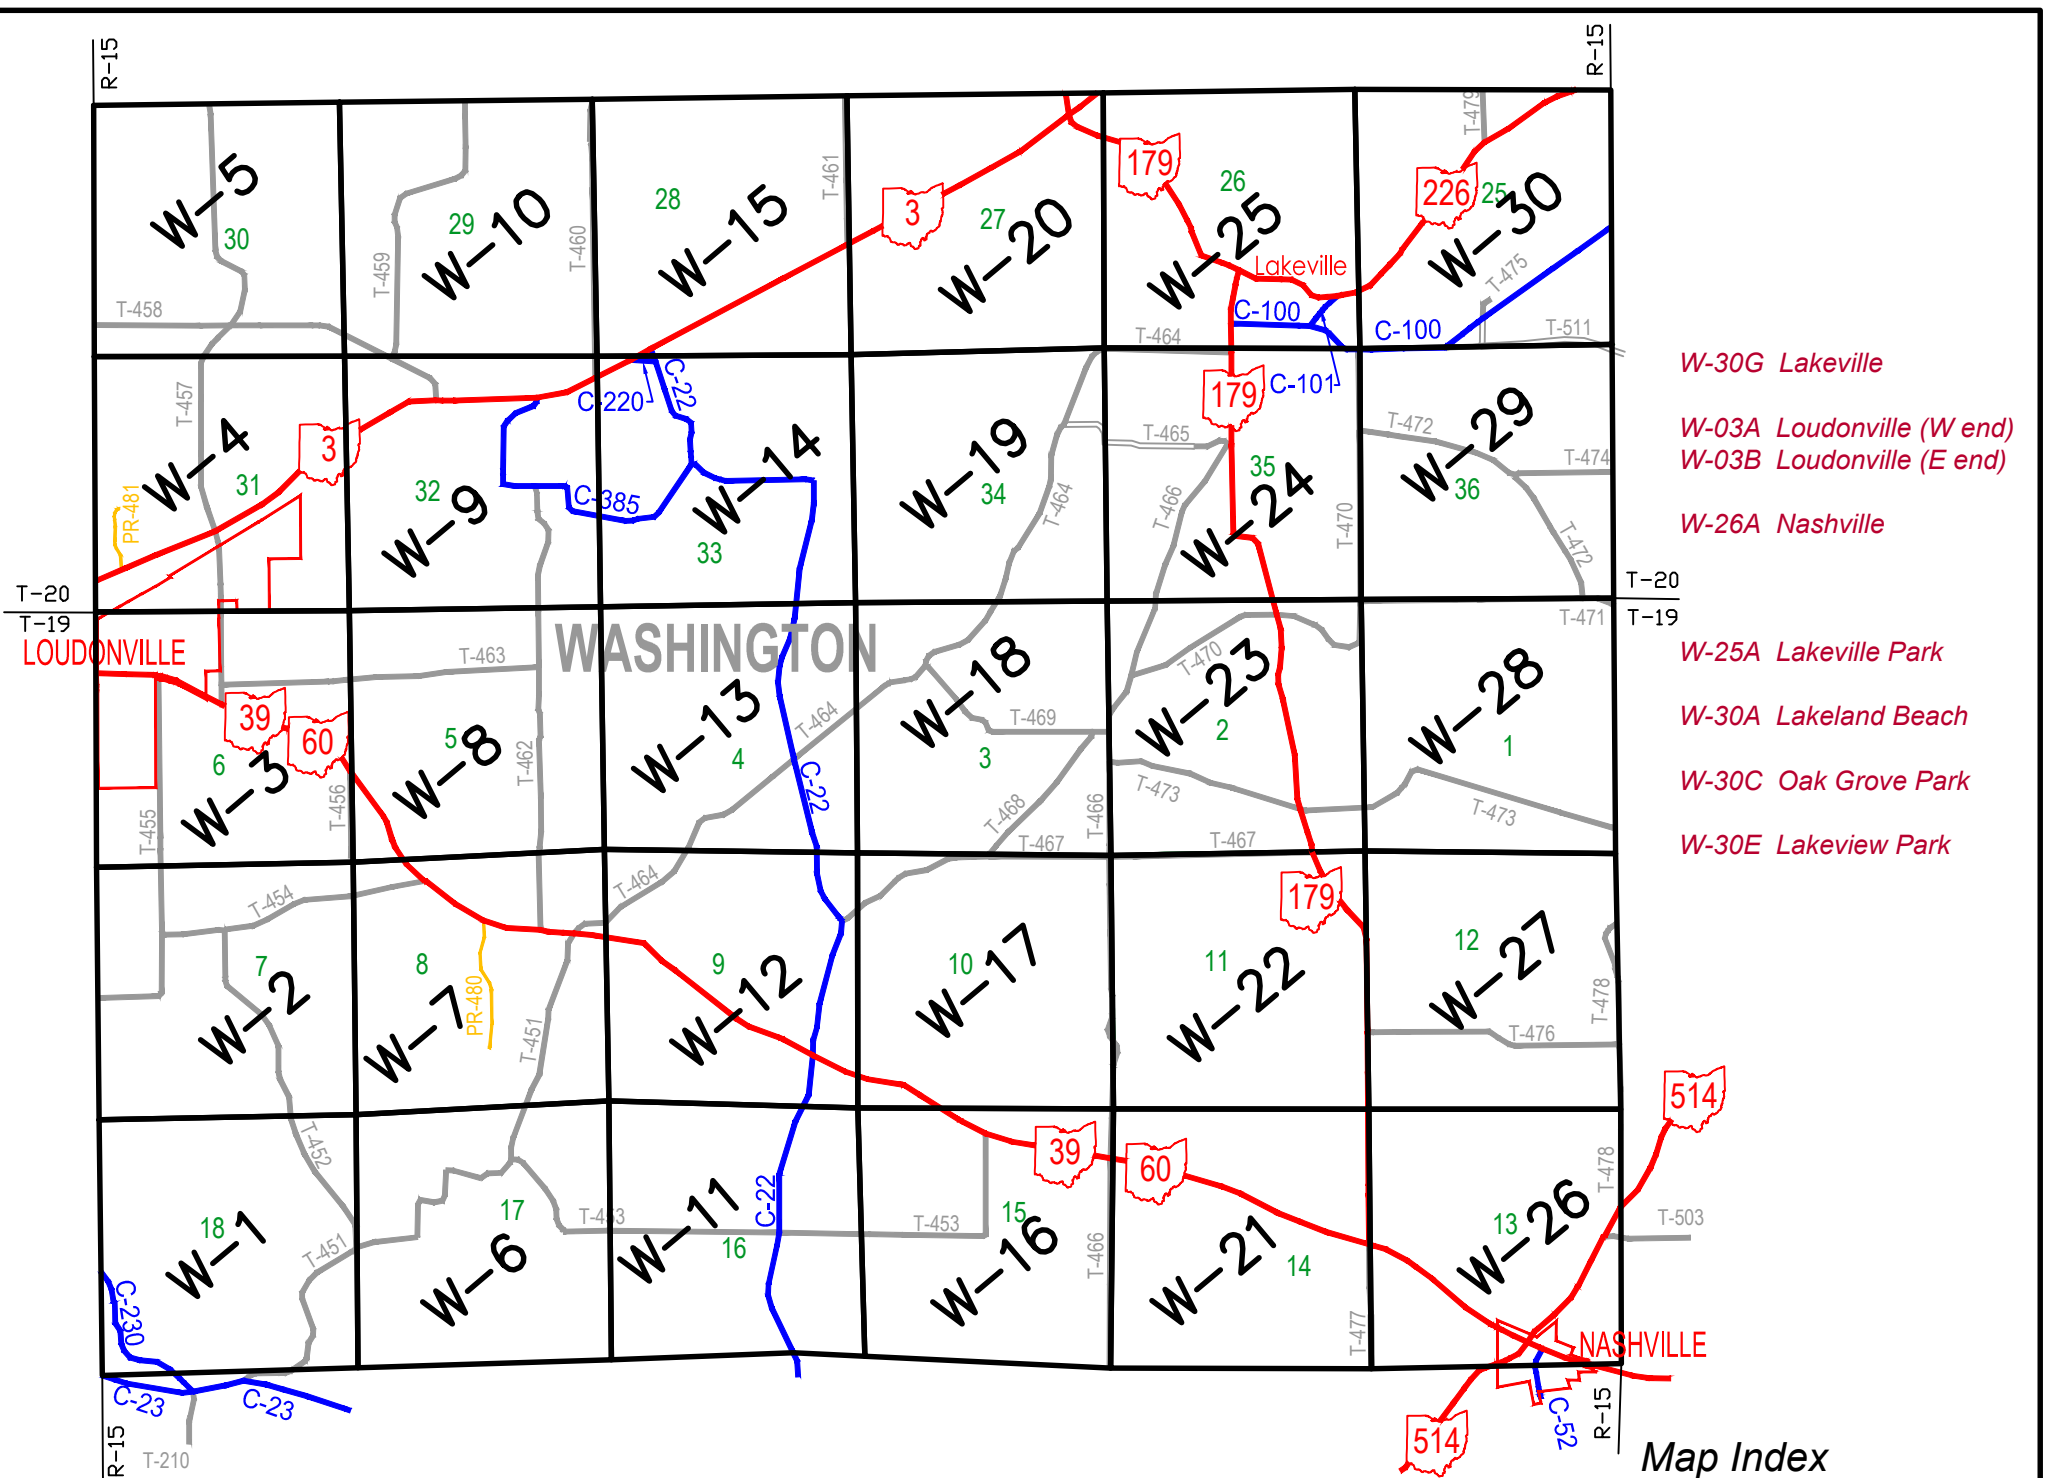 R-15
R-15
T-479
179
226
W-5
30
29
W-10
T-460
28
W-15
T-461
3
27
W-20
26
W-25
25
W-30
T-459
Lakeville
T-475
T-458
C-100
C-100
T-511
T-464
W-30G Lakeville
T-457
C-220
C-22
179
C-101
W-03A Loudonville (W end)
W-03B Loudonville (E end)
3
W-4
31
PR-481
32
W-9
C-385
W-14
33
W-19
34
T-464
T-465
T-466
35
W-24
T-470
T-472
W-29
36
T-474
T-472
W-26A Nashville
T-20
T-19
T-20
T-19
T-471
LOUDONVILLE
WASHINGTON
T-463
W-25A Lakeville Park
39
60
6
W-3
T-455
T-456
5
W-8
T-462
W-13
4
T-464
C-22
W-18
3
T-469
T-468
T-466
T-467
T-470
W-23
2
T-473
T-467
W-28
1
T-473
W-30A Lakeland Beach
W-30C Oak Grove Park
W-30E Lakeview Park
T-454
T-464
179
7
W-2
8
W-7
PR-480
T-451
9
W-12
10
W-17
11
W-22
12
W-27
T-478
T-476
514
T-452
39
60
T-478
18
W-1
T-451
17
W-6
T-453
W-11
16
C-22
T-453
15
W-16
T-466
W-21
14
T-477
13
W-26
T-503
C-230
NASHVILLE
C-23
C-23
C-52
R-15
R-15
T-210
514
Map Index